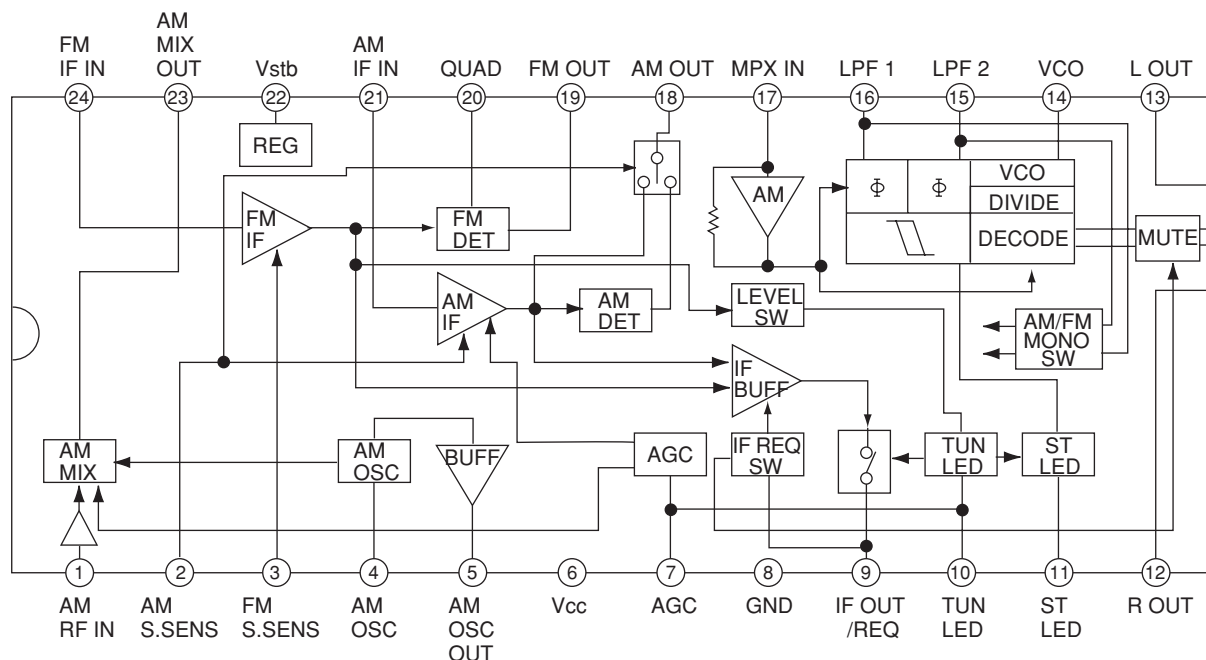 FM
IF IN
AM
MIX
OUT
Vstb
AM
IF IN
QUAD
FM OUT
AM OUT
MPX IN
LPF 1
LPF 2
VCO
L OUT
24
23
22
21
20
19
18
17
16
15
14
13
REG
FM
IF
FM
DET
AM
Φ
Φ
VCO
DIVIDE
DECODE
MUTE
AM
IF
AM
DET
LEVEL
SW
AM/FM
MONO
SW
IF
BUFF
AM
MIX
AM
OSC
BUFF
AGC
IF REQ
SW
TUN
LED
ST
LED
1
2
3
4
5
6
7
8
9
10
11
12
AM
RF IN
AM
S.SENS
FM
S.SENS
AM
OSC
AM
OSC
OUT
Vcc
AGC
GND
IF OUT
/REQ
TUN
LED
ST
LED
R OUT